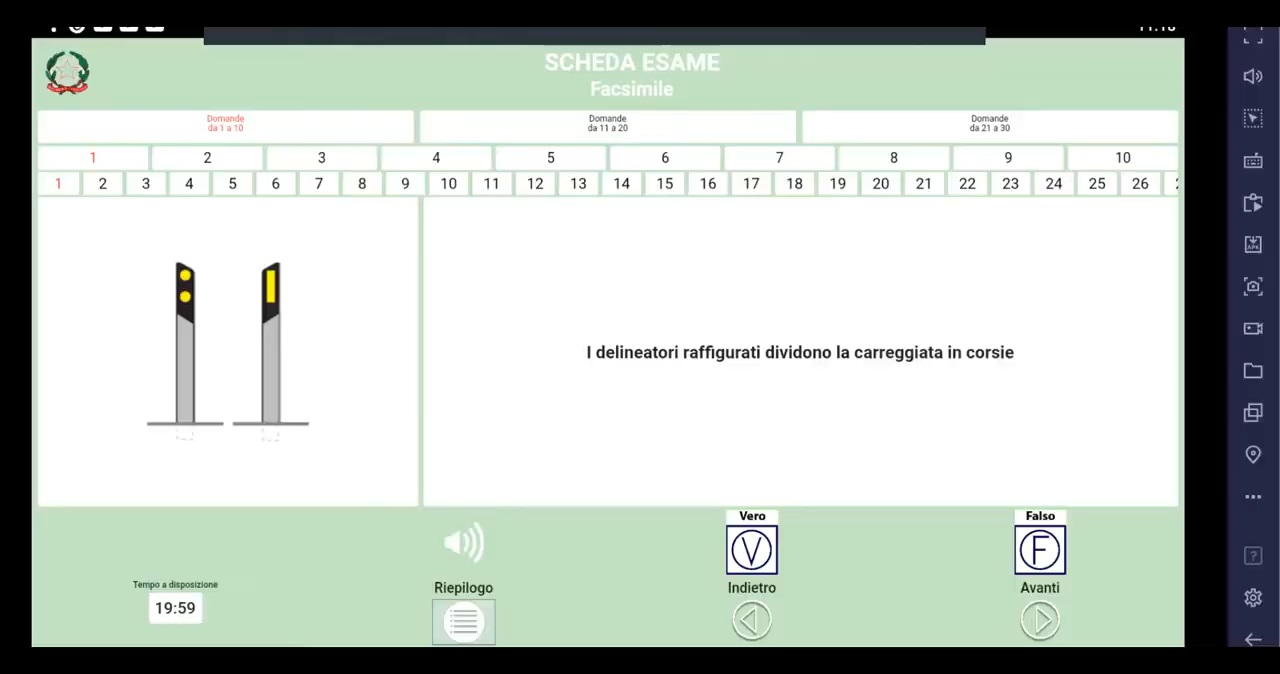 SCHEDA ESAME
Facsimile
Domande
da 1 a 10
Domande
da 11 a 20
Domande
da 21 a 30
1 2 3 4 5 6 7 8 9 10
1 2 3 4 5 6 7 8 9 10 11 12 13 14 15 16 17 18 19 20 21 22 23 24 25 26
I delineatori raffigurati dividono la carreggiata in corsie
Vero
Falso
V
F
Tempo a disposizione
19:59
Riepilogo
Indietro
Avanti
APK